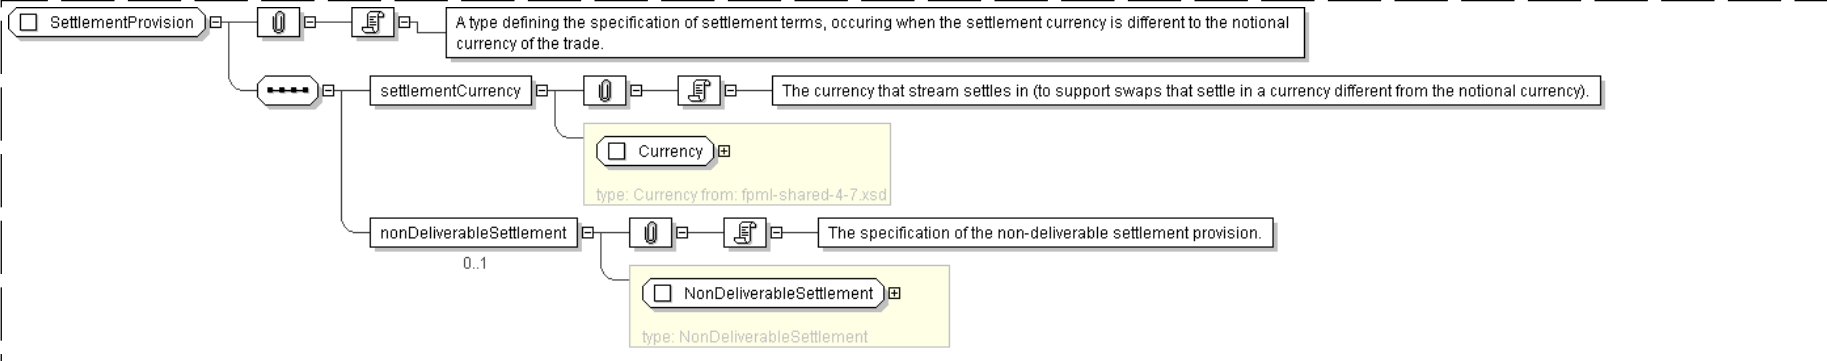 SettlementProvision
A type defining the specification of settlement terms, occuring when the settlement currency is different to the notional
currency of the trade.
settlementCurrency
The currency that stream settles in (to support swaps that settle in a currency different from the notional currency).
Currency
type: Currency from: fpml-shared-4-7.xsd
nonDeliverableSettlement
The specification of the non-deliverable settlement provision.
0..1
NonDeliverableSettlement
type: NonDeliverableSettlement